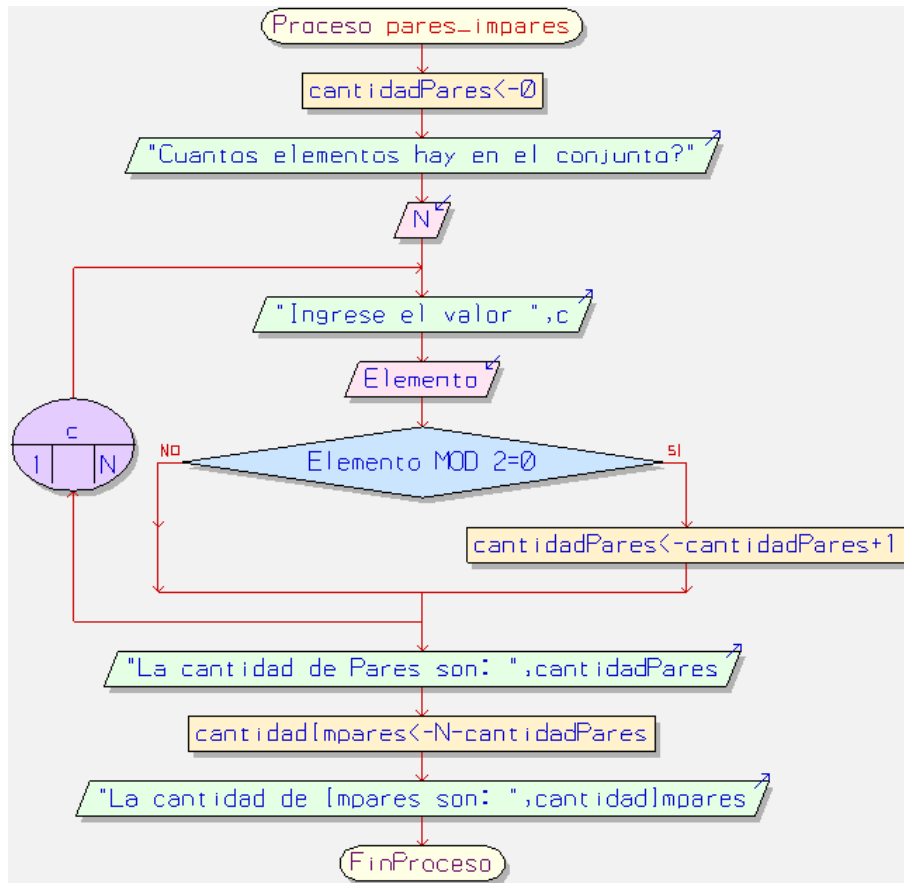 Proceso pares_impares
cantidadPares<-0
"Cuantos elementos hay en el conjunto?"
N
"Ingrese el valor ",c
Elemento
c
1 N
No
Elemento MOD 2=0
SI
cantidadPares<-cantidadPares+1
"La cantidad de Pares son: ",cantidadPares
cantidadImpares<-N-cantidadPares
"La cantidad de Impares son: ",cantidadImpares
FinProceso